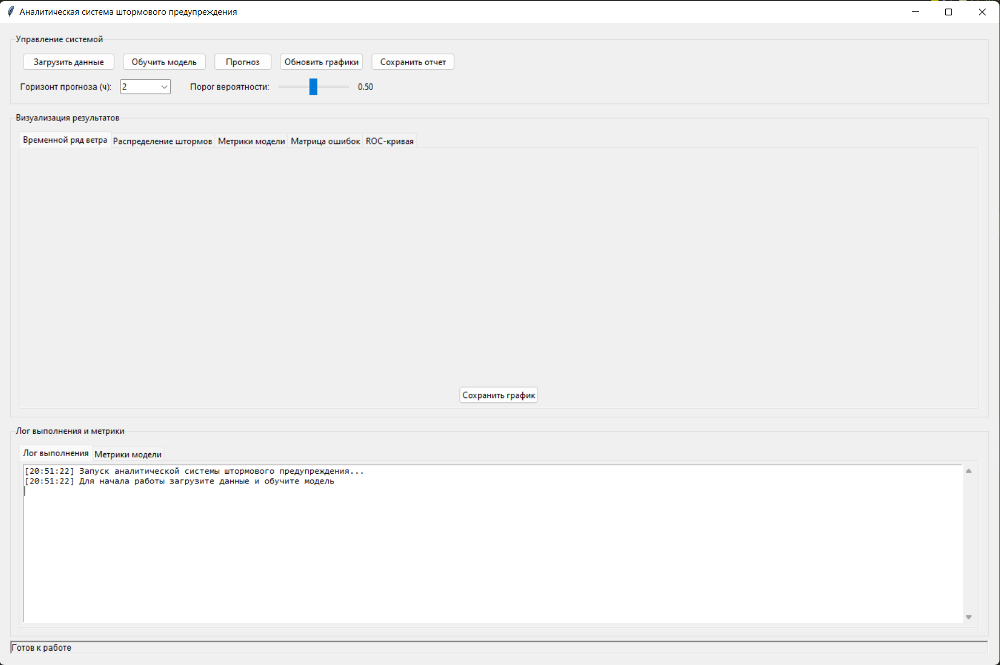 Аналитическая система штормового предупреждения
Управление системой
Загрузить данные
Обучить модель
Прогноз
Обновить графики
Сохранить отчет
Горизонт прогноза (ч):
2
Порог вероятности:
0.50
Визуализация результатов
Временной ряд ветра
Распределение штормов
Метрики модели
Матрица ошибок
ROC-кривая
Сохранить график
Лог выполнения и метрики
Лог выполнения
Метрики модели
[20:51:22] Запуск аналитической системы штормового предупреждения...
[20:51:22] Для начала работы загрузите данные и обучите модель
Готов к работе